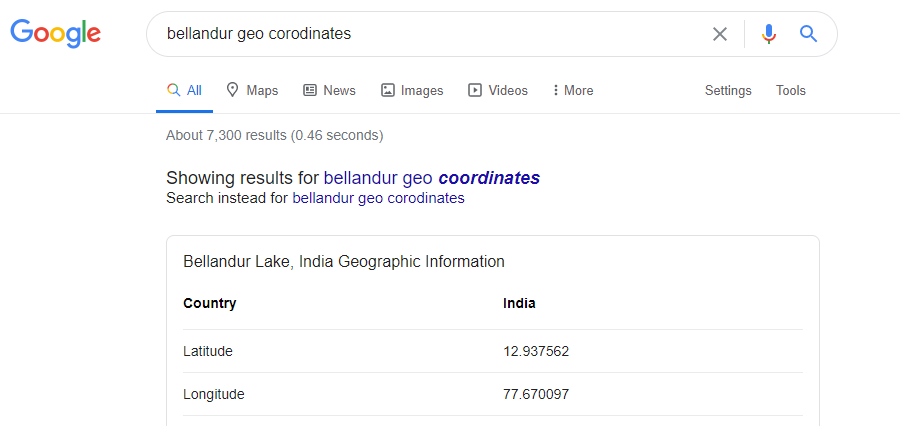 Google bellandur geo corodinates
All Maps News Images Videos More Settings Tools
About 7,300 results (0.46 seconds)
Showing results for bellandur geo coordinates
Search instead for bellandur geo corodinates
Bellandur Lake, India Geographic Information
Country India
Latitude 12.937562
Longitude 77.670097